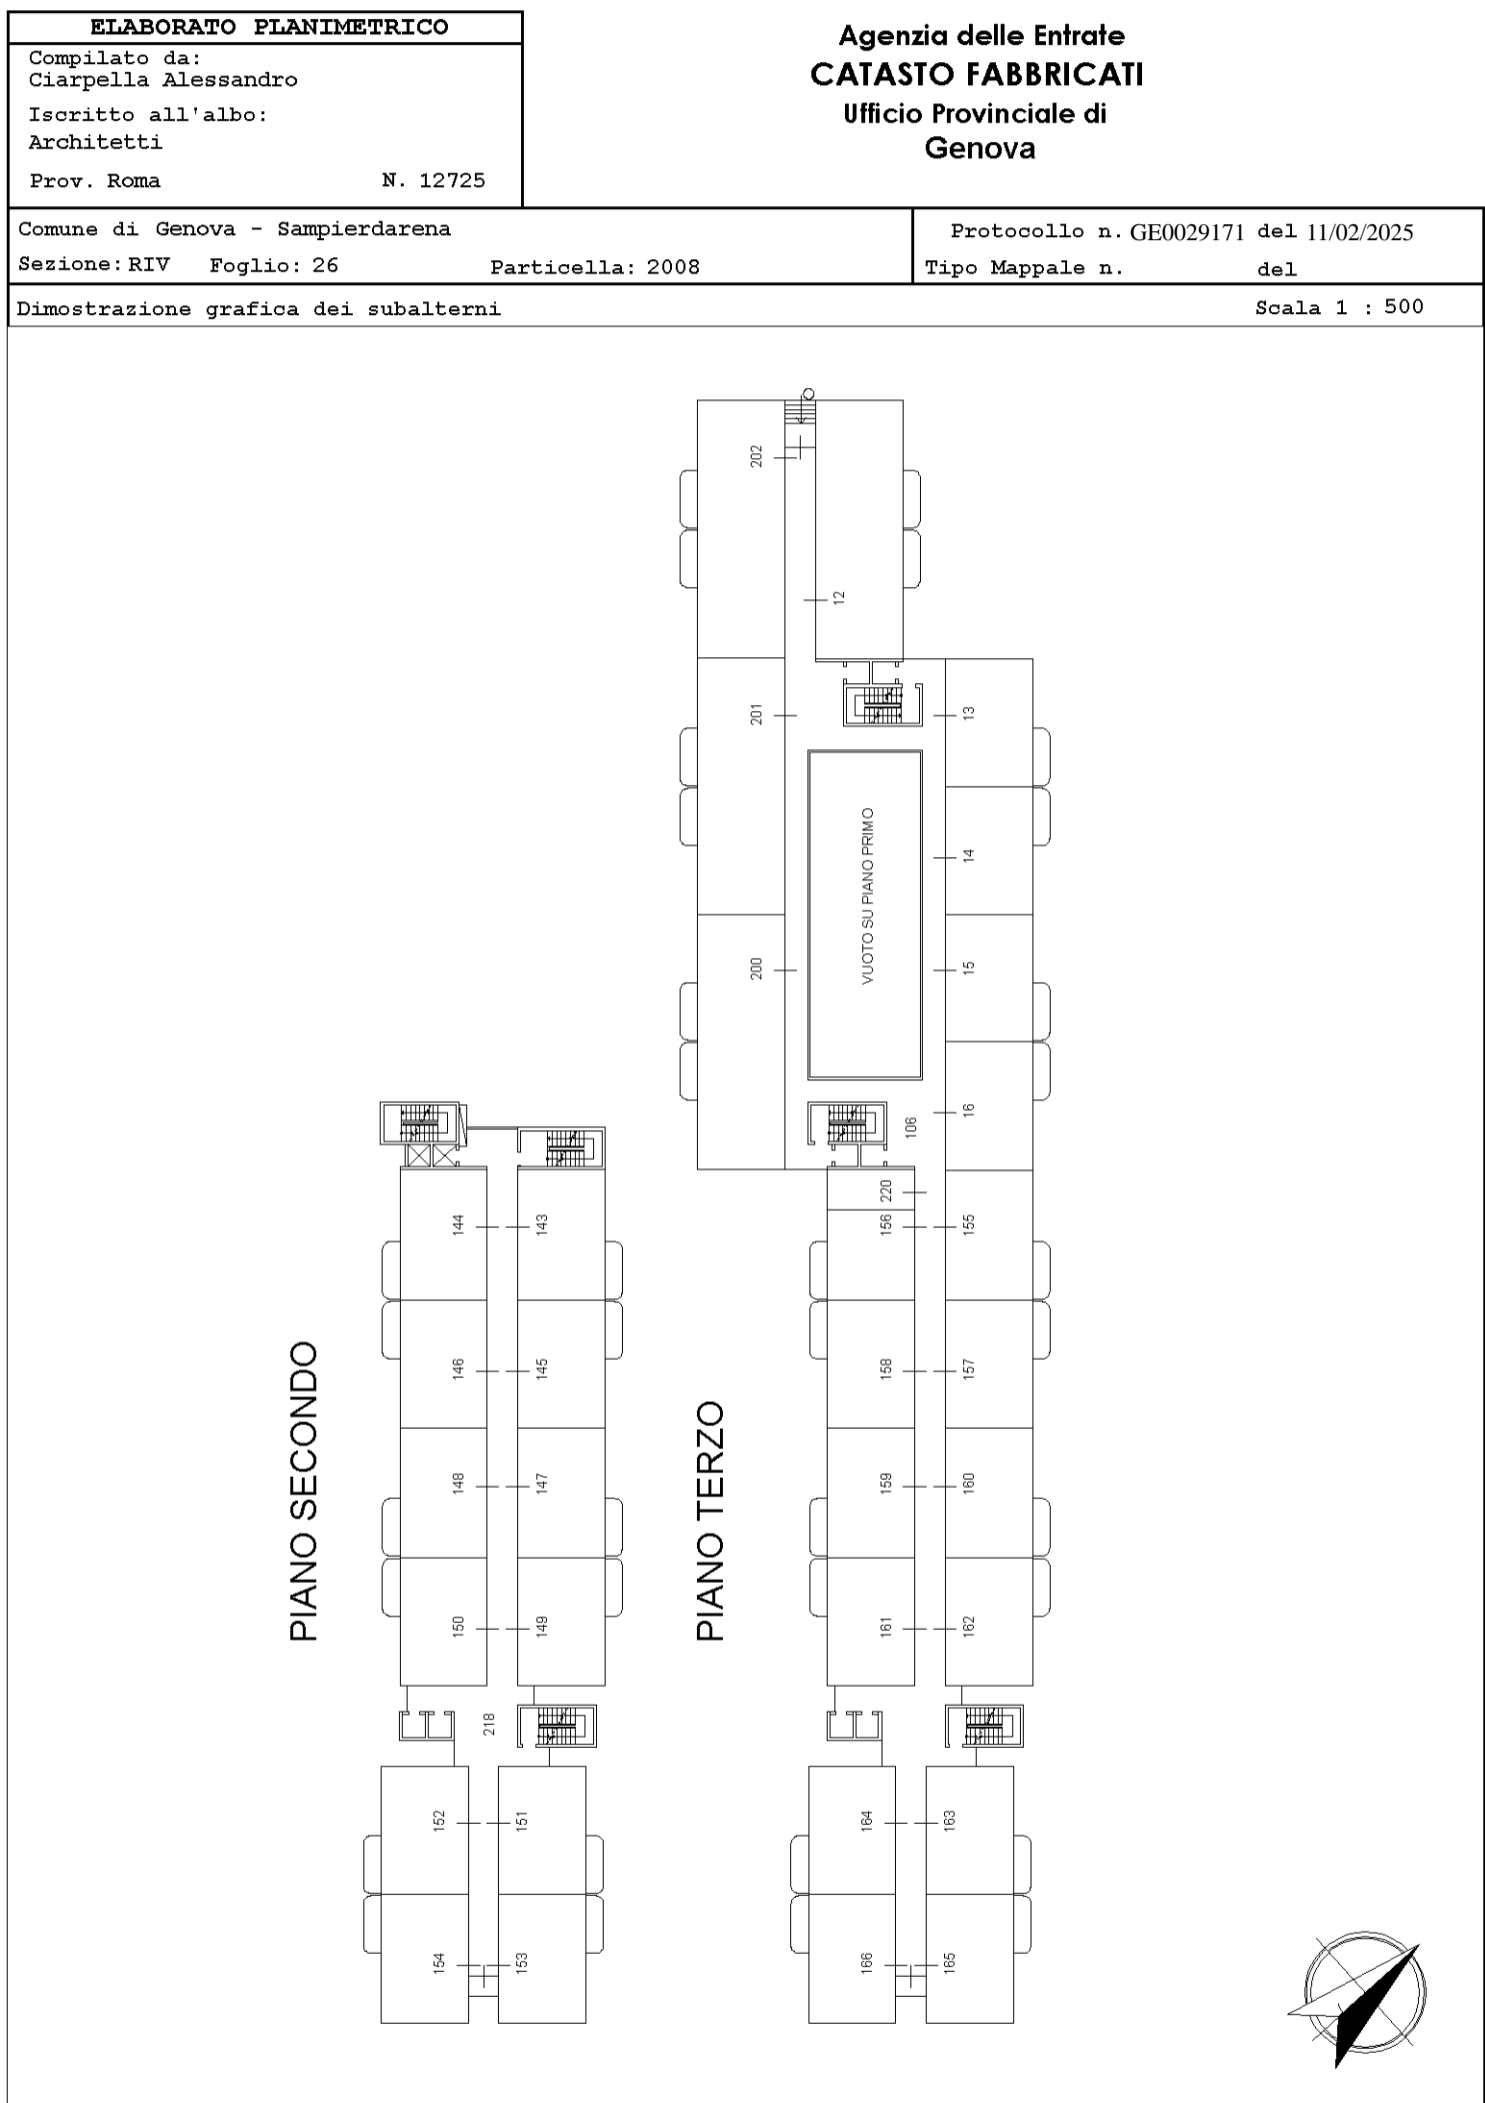 ELABORATO PLANIMETRICO
Compilato da:
Ciarpella Alessandro
Iscritto all'albo:
Architetti
Prov. Roma N. 12725
Agenzia delle Entrate
CATASTO FABBRICATI
Ufficio Provinciale di
Genova
Comune di Genova - Sampierdarena
Sezione: RIV Foglio: 26 Particella: 2008
Protocollo n. GE0029171 del 11/02/2025
Tipo Mappale n. del
Dimostrazione grafica dei subalterni Scala 1 : 500
PIANO SECONDO
144
143
146
145
148
147
150
149
218
152
151
154
153
PIANO TERZO
202
12
201
13
VUOTO SU PIANO PRIMO
14
200
15
16
106
220
156
155
158
157
159
160
161
162
164
163
166
165